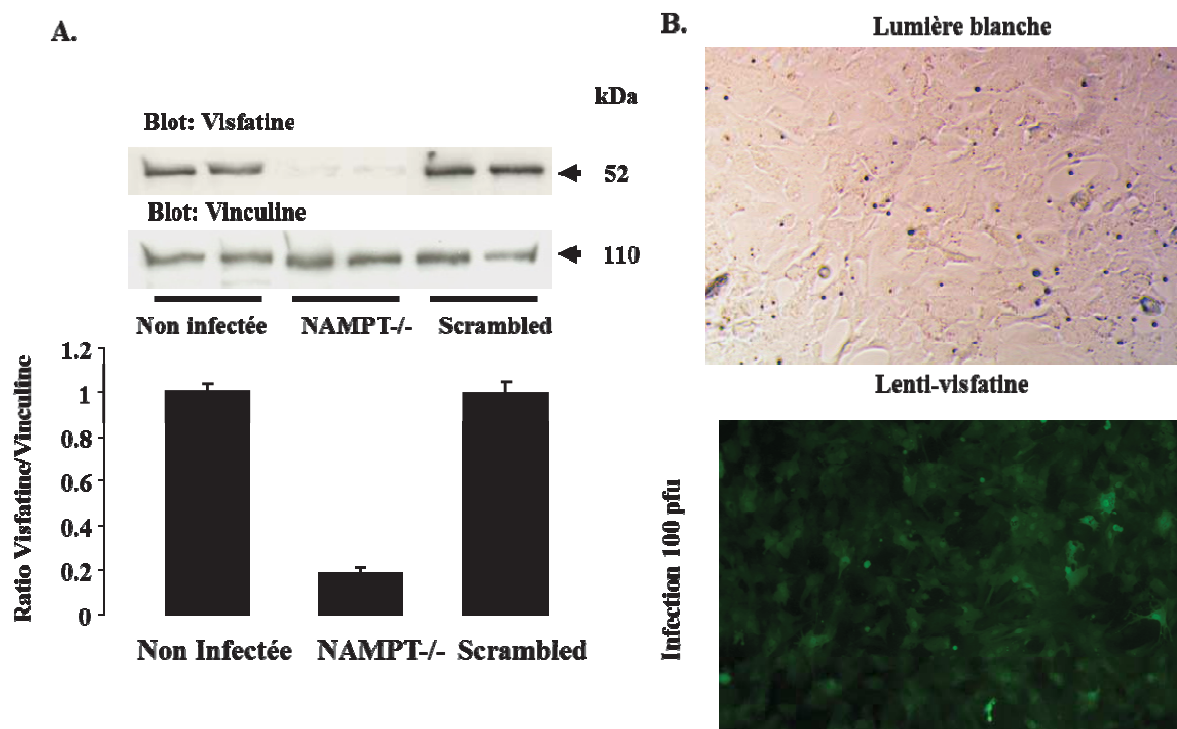 A.
kDa
Blot: Visfatine
52
Blot: Vinculine
110
Non infectée NAMPT-/- Scrambled
Ratio Visfatine/Vinculine
1.2
1
0.8
0.6
0.4
0.2
0
Non Infectée NAMPT-/- Scrambled
B.
Lumière blanche
Lenti-visfatine
Infection 100 pfu